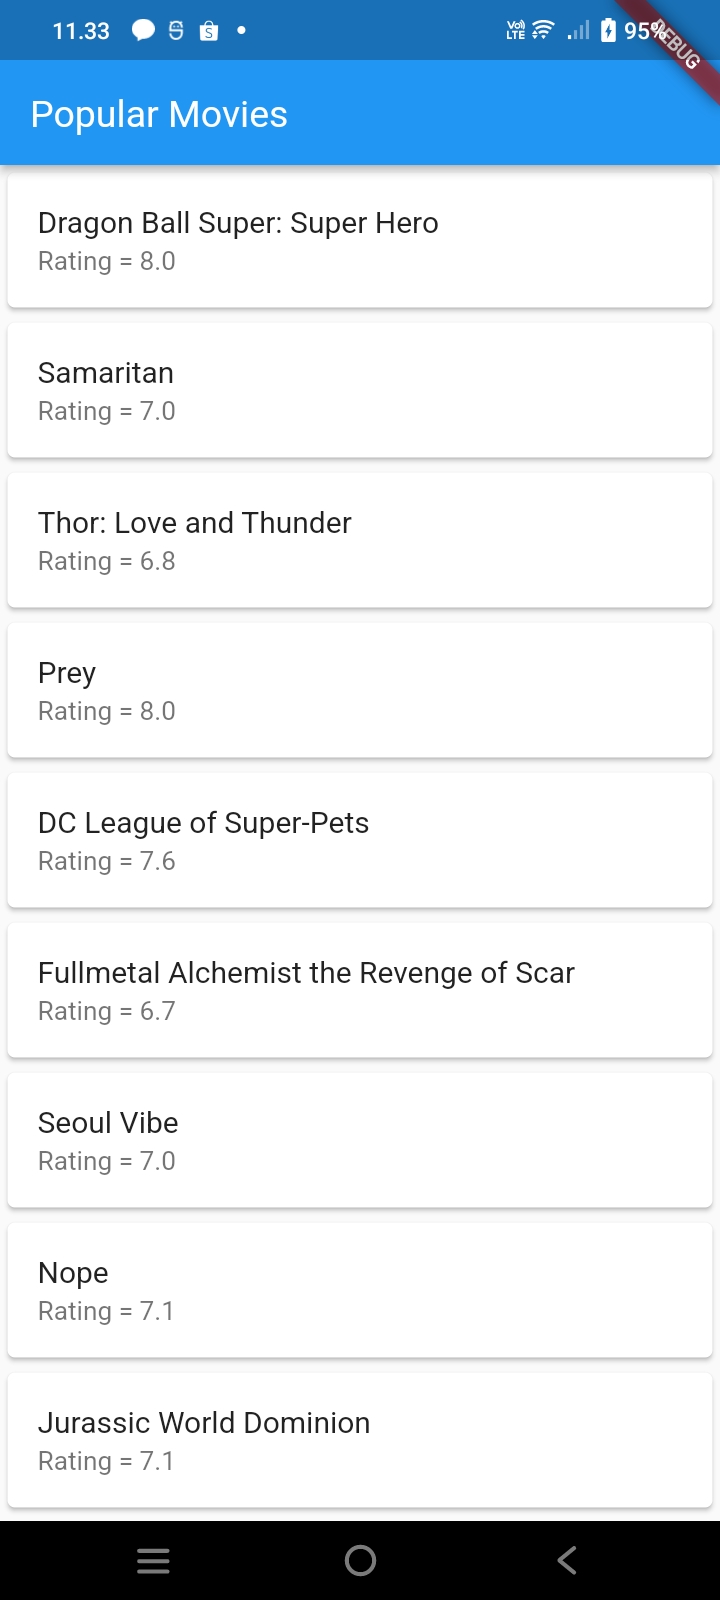 11.33 S VoI) LTE 95%
DEBUG
Popular Movies
Dragon Ball Super: Super Hero
Rating = 8.0
Samaritan
Rating = 7.0
Thor: Love and Thunder
Rating = 6.8
Prey
Rating = 8.0
DC League of Super-Pets
Rating = 7.6
Fullmetal Alchemist the Revenge of Scar
Rating = 6.7
Seoul Vibe
Rating = 7.0
Nope
Rating = 7.1
Jurassic World Dominion
Rating = 7.1